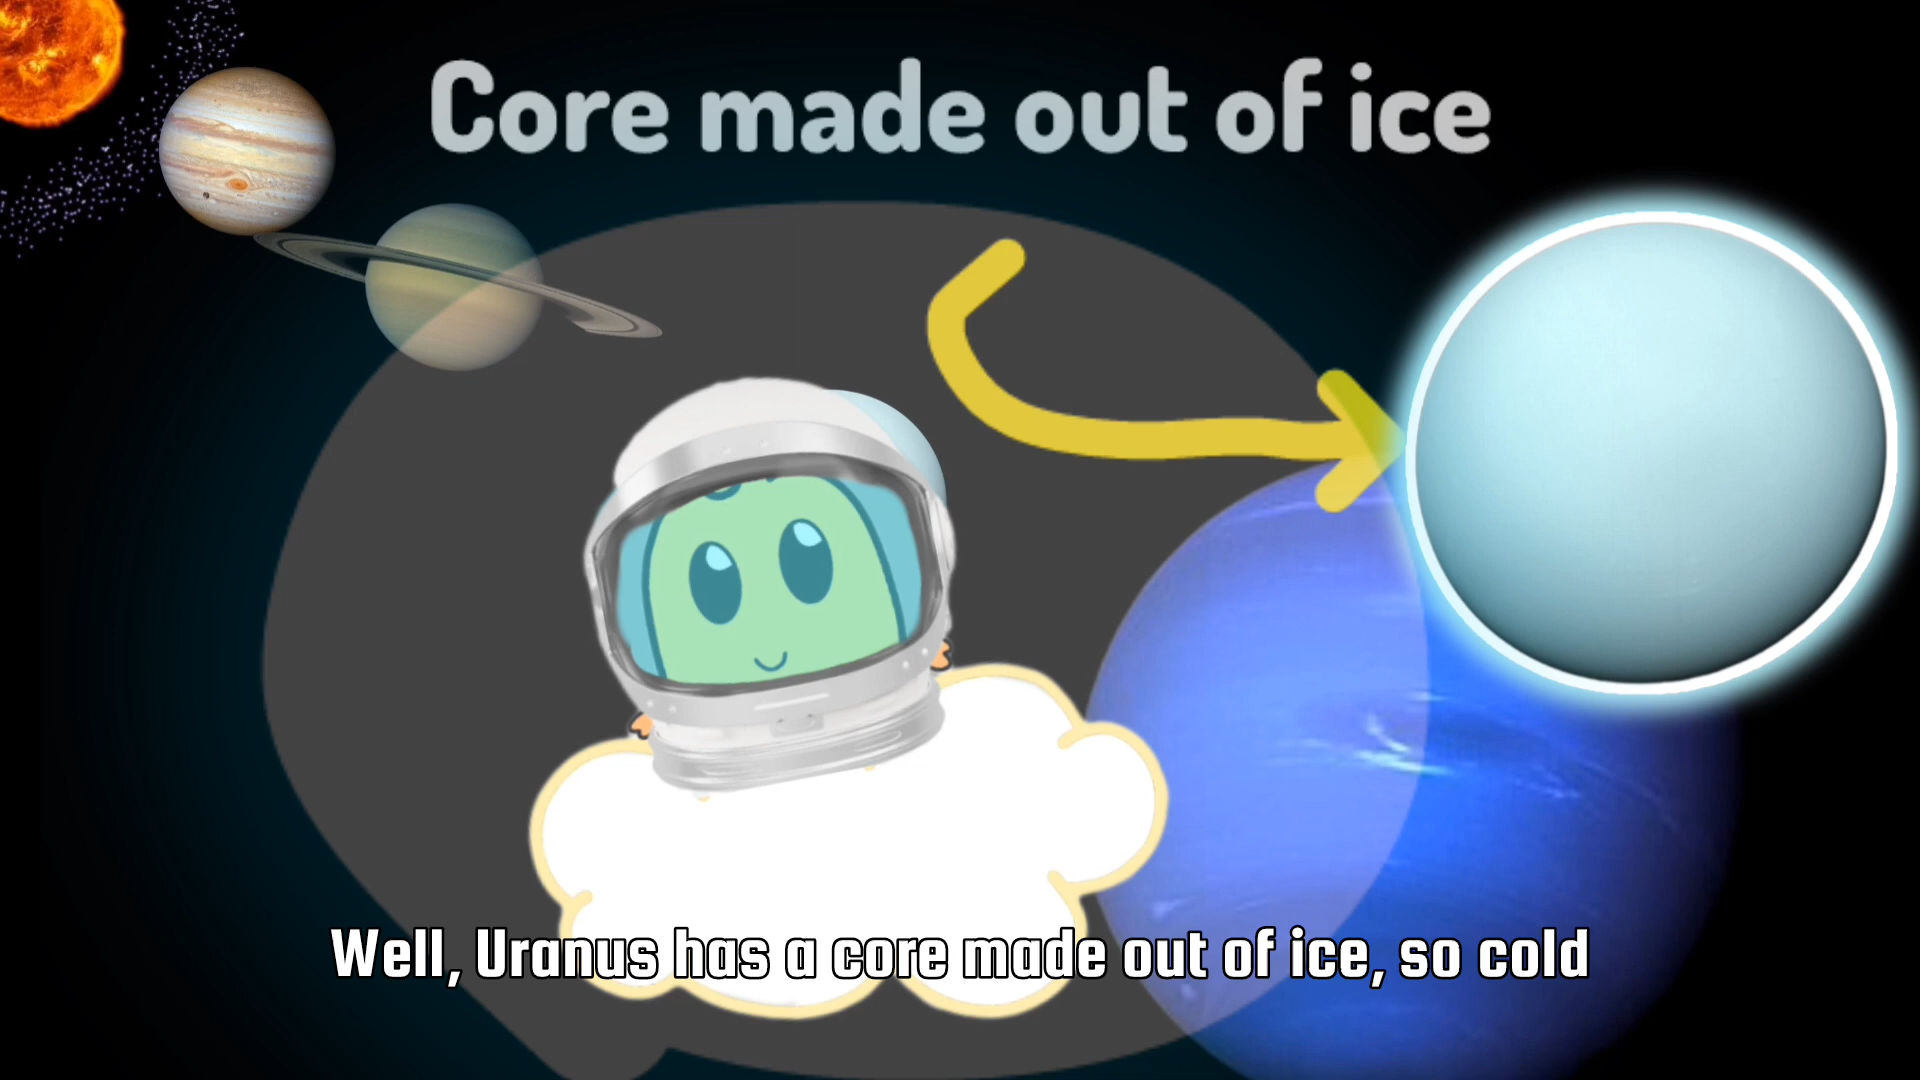 Core made out of ice
Well, Uranus has a core made out of ice, so cold